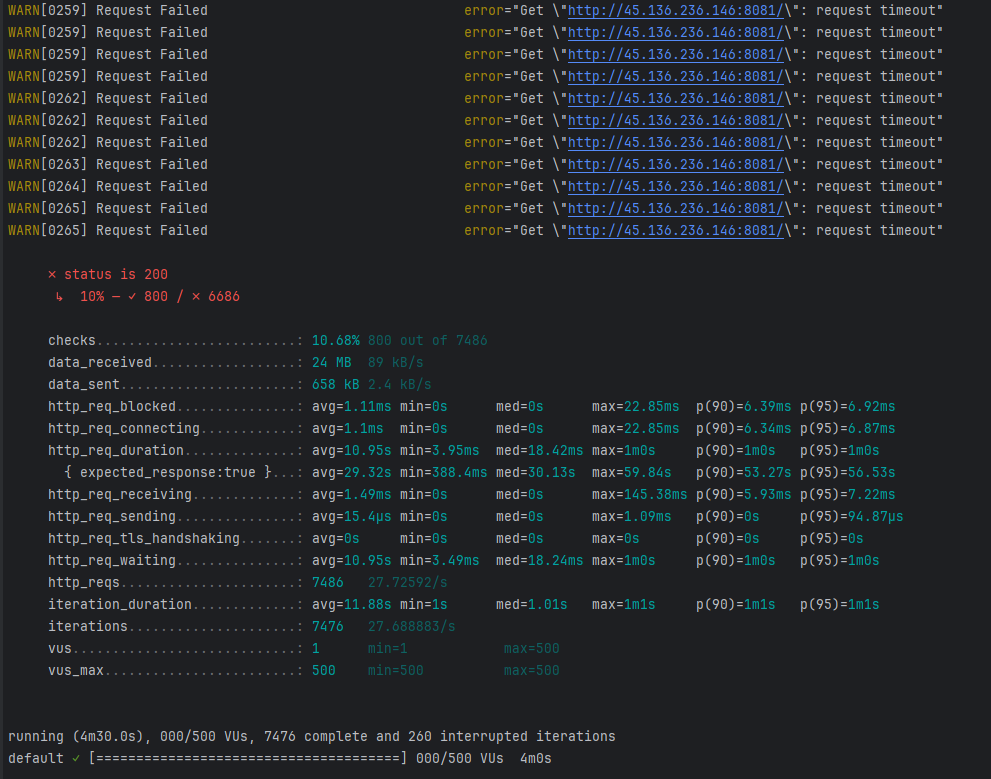 WARN[0259] Request Failed error="Get \"http://45.136.236.146:8081/\": request timeout"
WARN[0259] Request Failed error="Get \"http://45.136.236.146:8081/\": request timeout"
WARN[0259] Request Failed error="Get \"http://45.136.236.146:8081/\": request timeout"
WARN[0259] Request Failed error="Get \"http://45.136.236.146:8081/\": request timeout"
WARN[0262] Request Failed error="Get \"http://45.136.236.146:8081/\": request timeout"
WARN[0262] Request Failed error="Get \"http://45.136.236.146:8081/\": request timeout"
WARN[0262] Request Failed error="Get \"http://45.136.236.146:8081/\": request timeout"
WARN[0263] Request Failed error="Get \"http://45.136.236.146:8081/\": request timeout"
WARN[0264] Request Failed error="Get \"http://45.136.236.146:8081/\": request timeout"
WARN[0265] Request Failed error="Get \"http://45.136.236.146:8081/\": request timeout"
WARN[0265] Request Failed error="Get \"http://45.136.236.146:8081/\": request timeout"
✗ status is 200
↳ 10% — ✓ 800 / ✗ 6686
checks.........................: 10.68% 800 out of 7486
data_received..................: 24 MB 89 kB/s
data_sent......................: 658 kB 2.4 kB/s
http_req_blocked...............: avg=1.11ms min=0s med=0s max=22.85ms p(90)=6.39ms p(95)=6.92ms
http_req_connecting............: avg=1.1ms min=0s med=0s max=22.85ms p(90)=6.34ms p(95)=6.87ms
http_req_duration..............: avg=10.95s min=3.95ms med=18.42ms max=1m0s p(90)=1m0s p(95)=1m0s
{ expected_response:true }...: avg=29.32s min=388.4ms med=30.13s max=59.84s p(90)=53.27s p(95)=56.53s
http_req_receiving.............: avg=1.49ms min=0s med=0s max=145.38ms p(90)=5.93ms p(95)=7.22ms
http_req_sending...............: avg=15.4µs min=0s med=0s max=1.09ms p(90)=0s p(95)=94.87µs
http_req_tls_handshaking.......: avg=0s min=0s med=0s max=0s p(90)=0s p(95)=0s
http_req_waiting...............: avg=10.95s min=3.49ms med=18.24ms max=1m0s p(90)=1m0s p(95)=1m0s
http_reqs......................: 7486 27.72592/s
iteration_duration.............: avg=11.88s min=1s med=1.01s max=1m1s p(90)=1m1s p(95)=1m1s
iterations.....................: 7476 27.688883/s
vus............................: 1 min=1 max=500
vus_max........................: 500 min=500 max=500
running (4m30.0s), 000/500 VUs, 7476 complete and 260 interrupted iterations
default ✓ [======================================] 000/500 VUs 4m0s